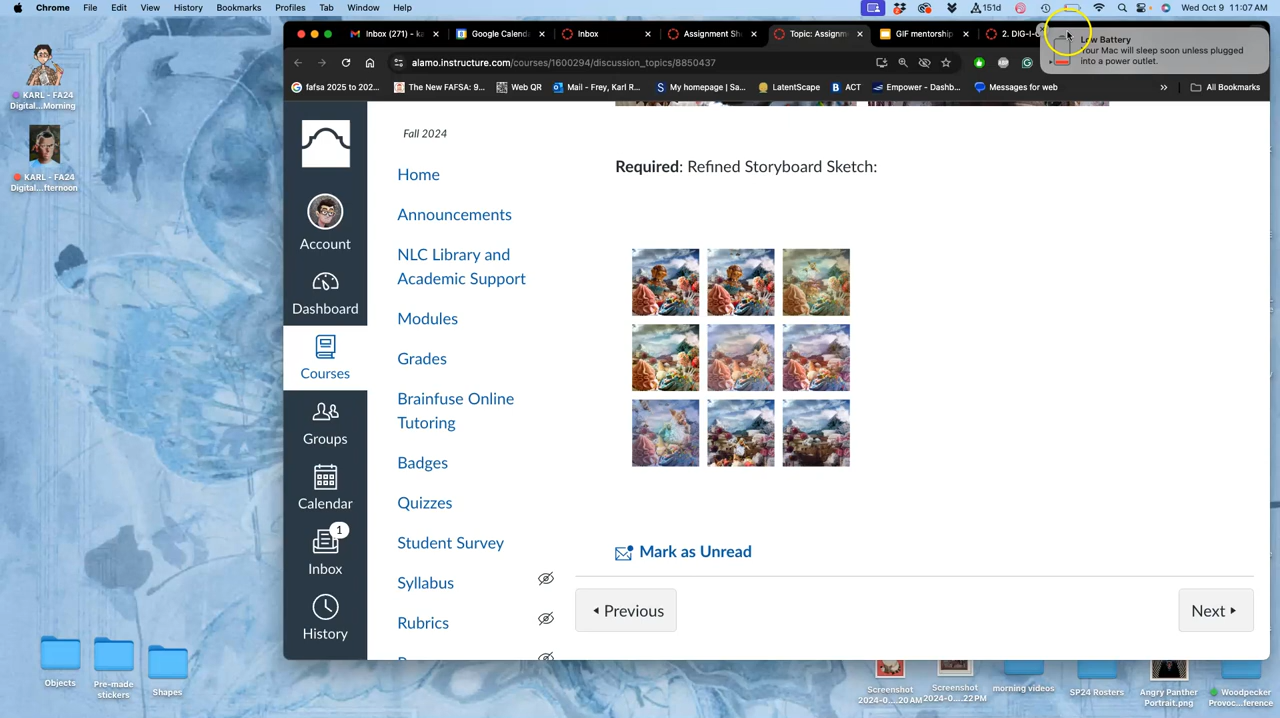 Chrome File Edit View History Bookmarks Profiles Tab Window Help 151d Wed Oct 9 11:07 AM
Inbox (271) - ka Google Calenda Inbox Assignment Sh Topic: Assignm GIF mentorship 2. DiG-I-
Low Battery
Your Mac will sleep soon unless plugged
into a power outlet.
alamo.instructure.com/courses/1600294/discussion_topics/8850437
fafsa 2025 to 202... The New FAFSA: 9... Web QR Mail - Frey, Karl R... My homepage | Sa... LatentScape ACT Empower - Dashb... Messages for web » All Bookmarks
KARL - FA24
Digital...Morning
KARL - FA24
Digital...fternoon
Account
Dashboard
Courses
Groups
Calendar
1
Inbox
History
Fall 2024
Home
Announcements
NLC Library and
Academic Support
Modules
Grades
Brainfuse Online
Tutoring
Badges
Quizzes
Student Survey
Syllabus
Rubrics
Required: Refined Storyboard Sketch:
Mark as Unread
Previous
Next
Objects
Pre-made
stickers
Shapes
Screenshot
2024-0....20 AM
Screenshot
2024-0....22 PM
morning videos
SP24 Rosters
Angry Panther
Portrait.png
Woodpecker
Provoc...ference